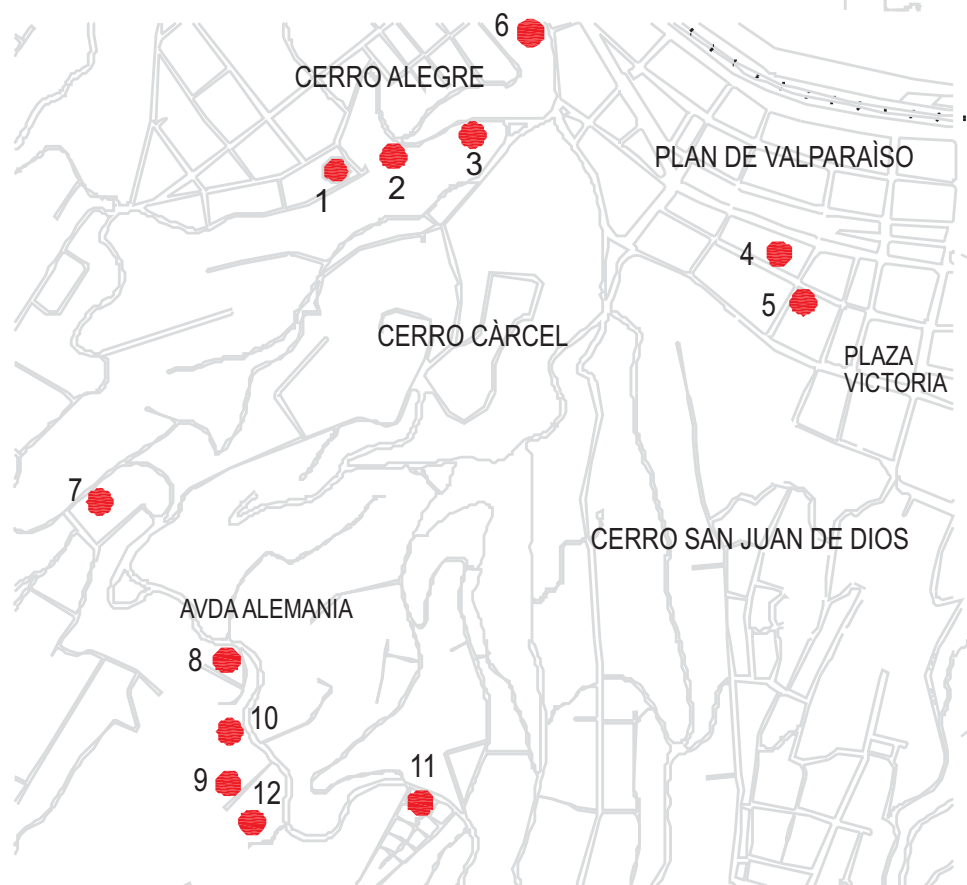 6
CERRO ALEGRE
3
PLAN DE VALPARAÌSO
2
1
4
5
CERRO CÀRCEL
PLAZA
VICTORIA
7
CERRO SAN JUAN DE DIOS
AVDA ALEMANIA
8
10
11
9
12